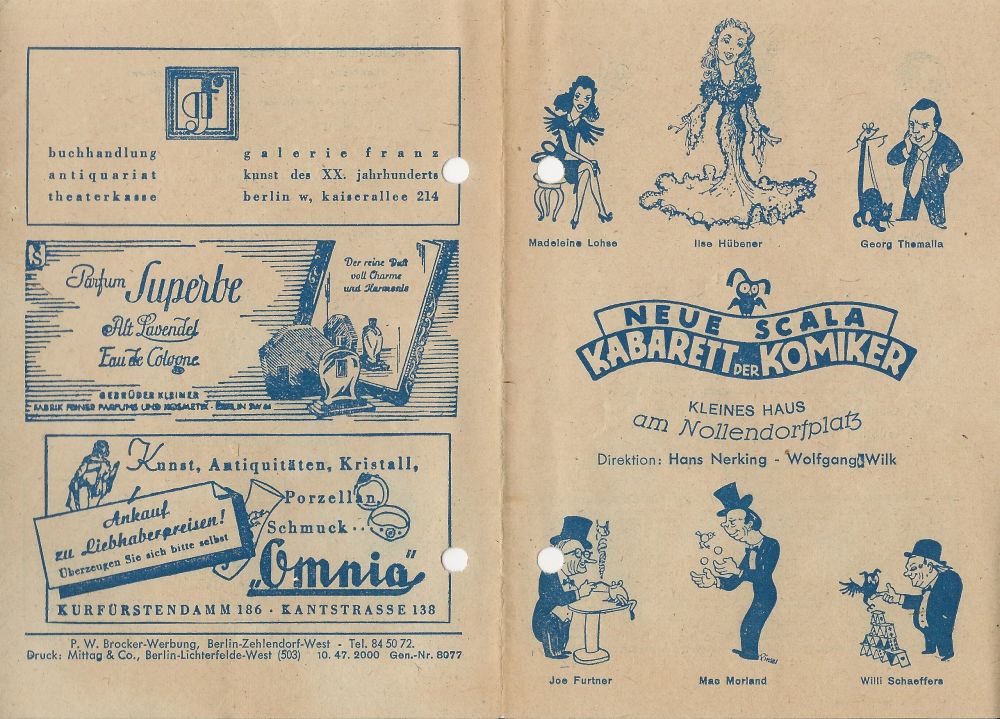 gf
buchhandlung
antiquariat
theaterkasse
galerie franz
kunst des XX. jahrhunderts
berlin w, kaiserallee 214
Parfum Superbe
Alt Lavendel
Eau de Cologne
GEBRÜDER KLEINER
FABRIK FEINER PARFUMS UND KOSMETIK - BERLIN SW 61
Der reine Duft
voll Charme
und Harmonie
Kunst, Antiquitäten, Kristall,
Porzellan,
Schmuck..
Ankauf
zu Liebhaberpreisen!
Überzeugen Sie sich bitte selbst
„Omnia"
KURFÜRSTENDAMM 186 · KANTSTRASSE 138
P. W. Brocker-Werbung, Berlin-Zehlendorf-West - Tel. 84 50 72.
Druck: Mittag & Co., Berlin-Lichterfelde-West (503) 10. 47. 2000 Gen.-Nr. 8077
Madeleine Lohse
Ilse Hübener
Georg Thomalla
NEUE SCALA
KABARETT DER KOMIKER
KLEINES HAUS
am Nollendorfplatz
Direktion: Hans Nerking - Wolfgang Wilk
Joe Furtner
Mac Morland
Willi Schaeffers